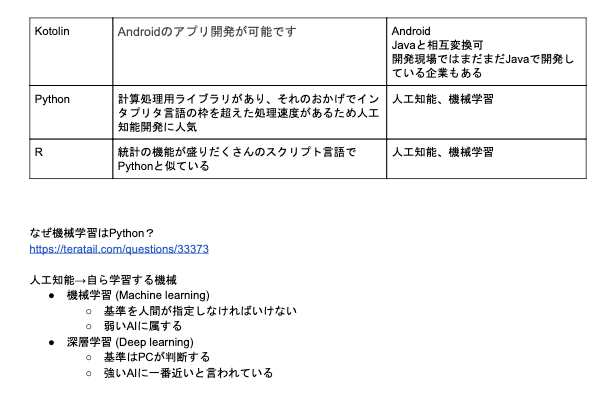 Kotolin
Androidのアプリ開発が可能です
Android
Javaと相互変換可
開発現場ではまだまだJavaで開発し
ている企業もある
Python
計算処理用ライブラリがあり、それのおかげでイン
タプリタ言語の枠を超えた処理速度があるため人工
知能開発に人気
人工知能、機械学習
R
統計の機能が盛りだくさんのスクリプト言語で
Pythonと似ている
人工知能、機械学習
なぜ機械学習はPython？
https://teratail.com/questions/33373
人工知能→自ら学習する機械
● 機械学習 (Machine learning)
○ 基準を人間が指定しなければいけない
○ 弱いAIに属する
● 深層学習 (Deep learning)
○ 基準はPCが判断する
○ 強いAIに一番近いと言われている